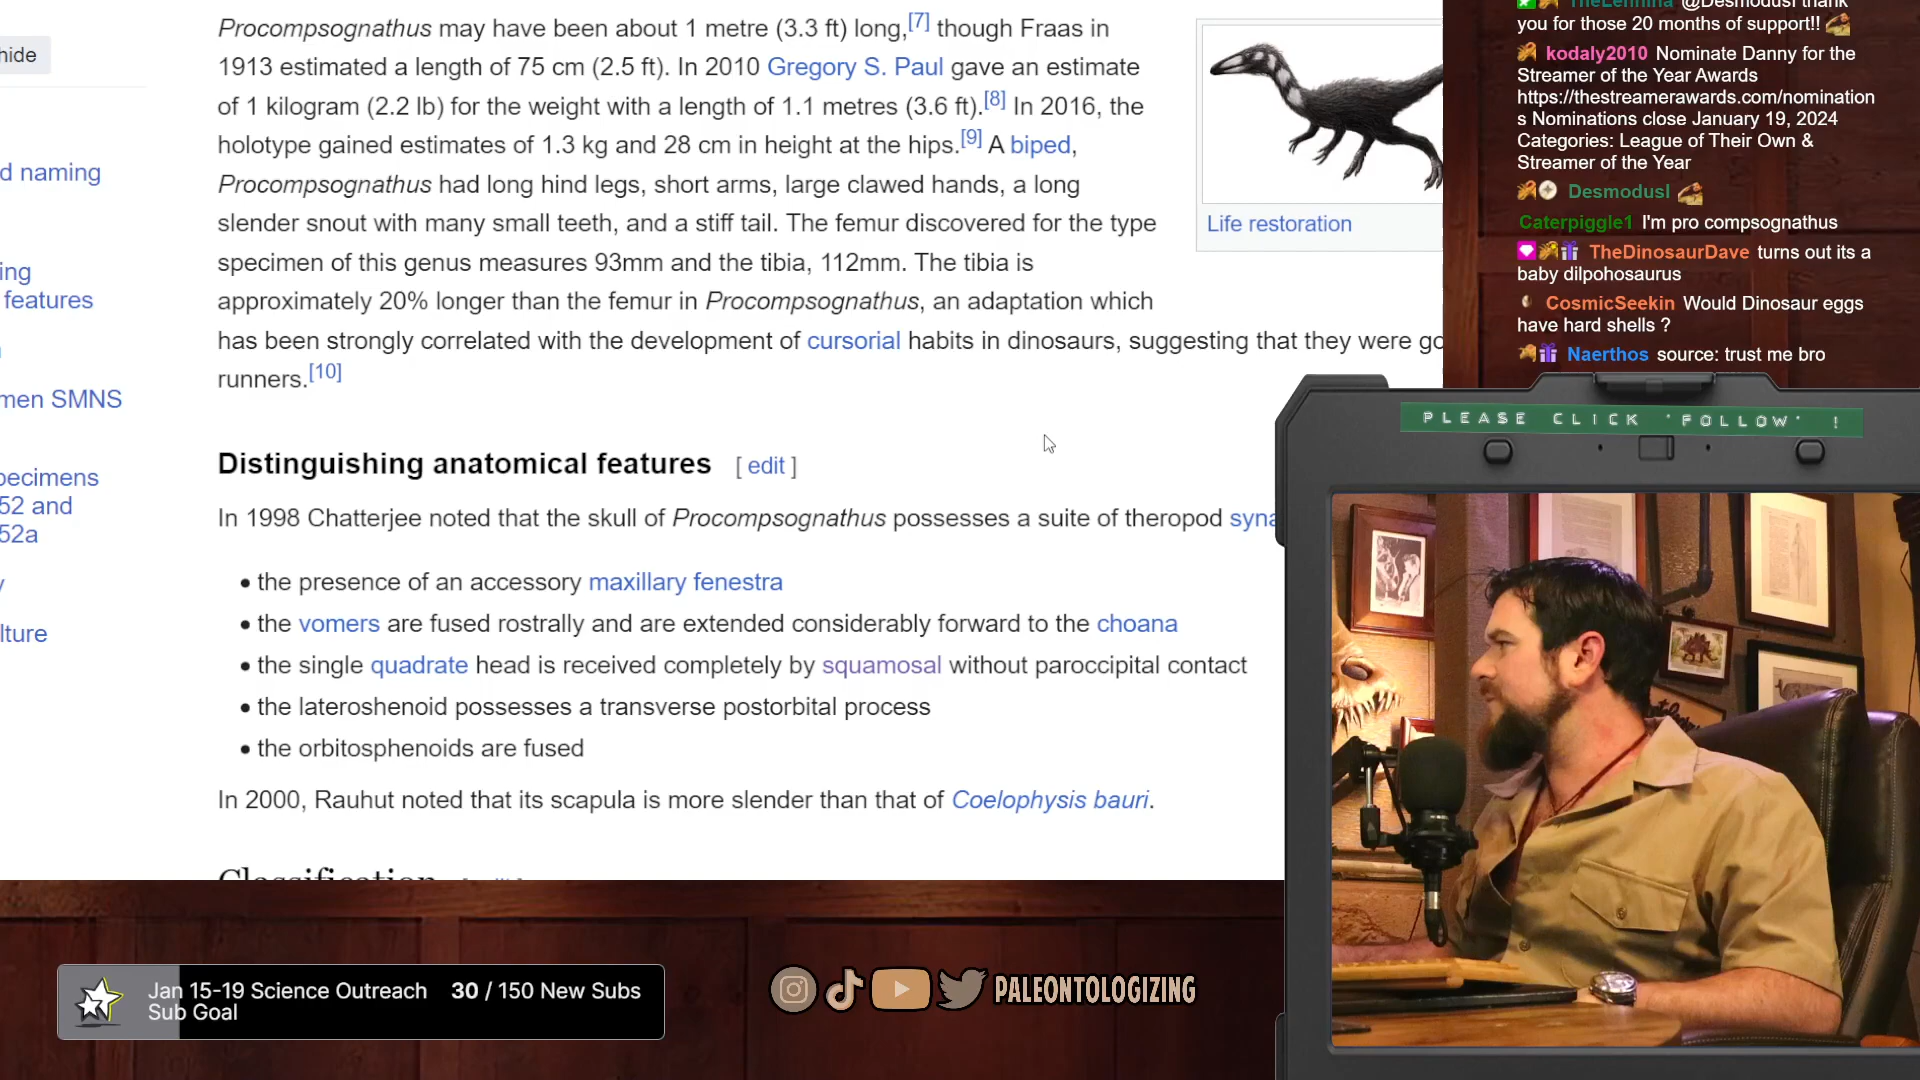 hide
d naming
ing
features
men SMNS
pecimens
52 and
52a
y
lture
Procompsognathus may have been about 1 metre (3.3 ft) long,[7] though Fraas in
1913 estimated a length of 75 cm (2.5 ft). In 2010 Gregory S. Paul gave an estimate
of 1 kilogram (2.2 lb) for the weight with a length of 1.1 metres (3.6 ft).[8] In 2016, the
holotype gained estimates of 1.3 kg and 28 cm in height at the hips.[9] A biped,
Procompsognathus had long hind legs, short arms, large clawed hands, a long
slender snout with many small teeth, and a stiff tail. The femur discovered for the type
specimen of this genus measures 93mm and the tibia, 112mm. The tibia is
approximately 20% longer than the femur in Procompsognathus, an adaptation which
has been strongly correlated with the development of cursorial habits in dinosaurs, suggesting that they were go
runners.[10]
Life restoration
Distinguishing anatomical features [ edit ]
In 1998 Chatterjee noted that the skull of Procompsognathus possesses a suite of theropod syna
• the presence of an accessory maxillary fenestra
• the vomers are fused rostrally and are extended considerably forward to the choana
• the single quadrate head is received completely by squamosal without paroccipital contact
• the lateroshenoid possesses a transverse postorbital process
• the orbitosphenoids are fused
In 2000, Rauhut noted that its scapula is more slender than that of Coelophysis bauri.
Classification
TheLemma @Desmodusl thank
you for those 20 months of support!!
kodaly2010 Nominate Danny for the
Streamer of the Year Awards
https://thestreamerawards.com/nomination
s Nominations close January 19, 2024
Categories: League of Their Own &
Streamer of the Year
Desmodusl
Caterpiggle1 I'm pro compsognathus
TheDinosaurDave turns out its a
baby dilpohosaurus
CosmicSeekin Would Dinosaur eggs
have hard shells ?
Naerthos source: trust me bro
PLEASE CLICK 'FOLLOW' !
Jan 15-19 Science Outreach 30 / 150 New Subs
Sub Goal
PALEONTOLOGIZING